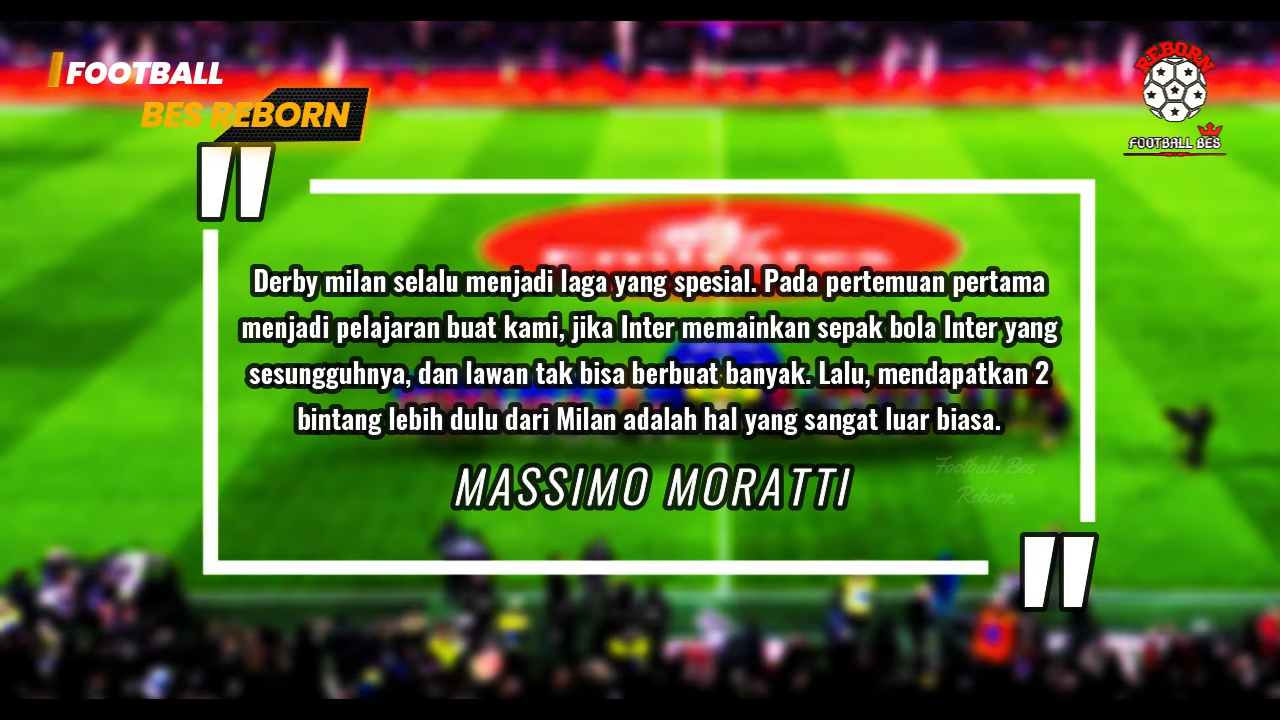 FOOTBALL
BES REBORN
REBORN
FOOTBALL BES
"
Derby milan selalu menjadi laga yang spesial. Pada pertemuan pertama
menjadi pelajaran buat kami, jika Inter memainkan sepak bola Inter yang
sesungguhnya, dan lawan tak bisa berbuat banyak. Lalu, mendapatkan 2
bintang lebih dulu dari Milan adalah hal yang sangat luar biasa.
Football Bes
Reborn
MASSIMO MORATTI
"